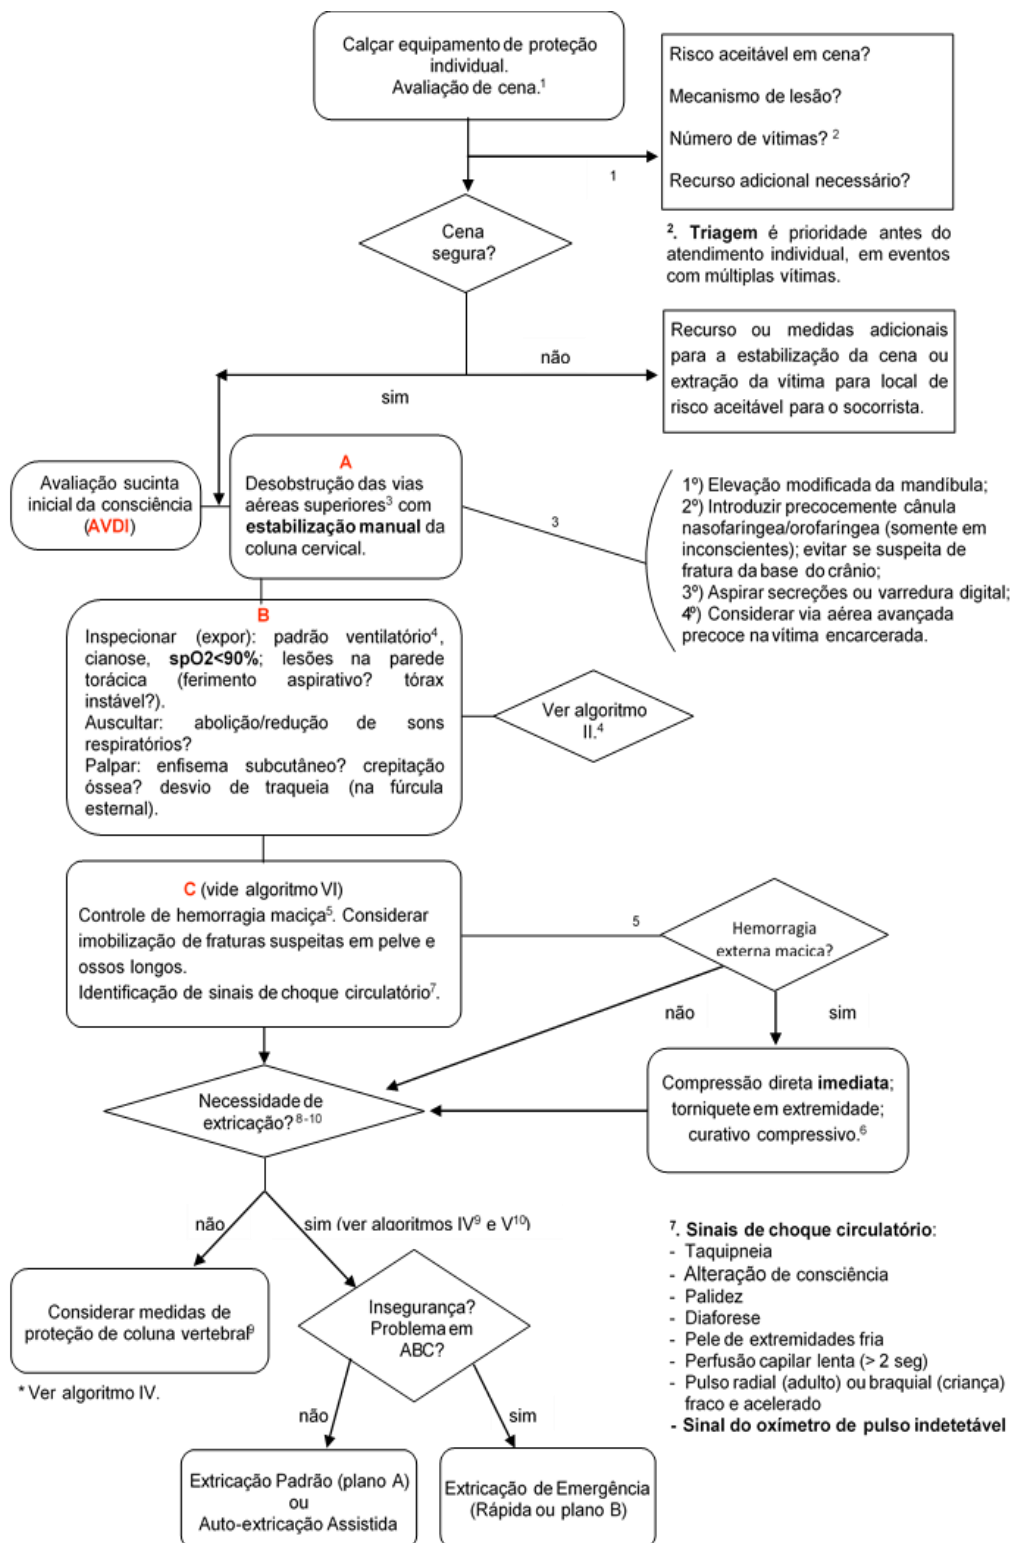 Calçar equipamento de proteção
individual.
Avaliação de cena.¹
Risco aceitável em cena?
Mecanismo de lesão?
Número de vítimas? ²
Recurso adicional necessário?
1
Cena
segura?
². Triagem é prioridade antes do
atendimento individual, em eventos
com múltiplas vítimas.
não
sim
Recurso ou medidas adicionais
para a estabilização da cena ou
extração da vítima para local de
risco aceitável para o socorrista.
Avaliação sucinta
inicial da consciência
(AVDI)
A
Desobstrução das vias
aéreas superiores³ com
estabilização manual da
coluna cervical.
3
1º) Elevação modificada da mandíbula;
2º) Introduzir precocemente cânula
nasofaríngea/orofaríngea (somente em
inconscientes); evitar se suspeita de
fratura da base do crânio;
3º) Aspirar secreções ou varredura digital;
4º) Considerar via aérea avançada
precoce na vítima encarcerada.
B
Inspecionar (expor): padrão ventilatório⁴,
cianose, spO2<90%; lesões na parede
torácica (ferimento aspirativo? tórax
instável?).
Auscultar: abolição/redução de sons
respiratórios?
Palpar: enfisema subcutâneo? crepitação
óssea? desvio de traqueia (na fúrcula
esternal).
Ver algoritmo
II.⁴
C (vide algoritmo VI)
Controle de hemorragia maciça⁵. Considerar
imobilização de fraturas suspeitas em pelve e
ossos longos.
Identificação de sinais de choque circulatório⁷.
5
Hemorragia
externa macica?
não
sim
Compressão direta imediata;
torniquete em extremidade;
curativo compressivo.⁶
Necessidade de
extricação?⁸⁻¹⁰
não
sim (ver algoritmos IV⁹ e V¹⁰)
Considerar medidas de
proteção de coluna vertebral⁹
* Ver algoritmo IV.
Insegurança?
Problema em
ABC?
não
sim
Extricação Padrão (plano A)
ou
Auto-extricação Assistida
Extricação de Emergência
(Rápida ou plano B)
⁷. Sinais de choque circulatório:
- Taquipneia
- Alteração de consciência
- Palidez
- Diaforese
- Pele de extremidades fria
- Perfusão capilar lenta (> 2 seg)
- Pulso radial (adulto) ou braquial (criança)
fraco e acelerado
- Sinal do oxímetro de pulso indetetável